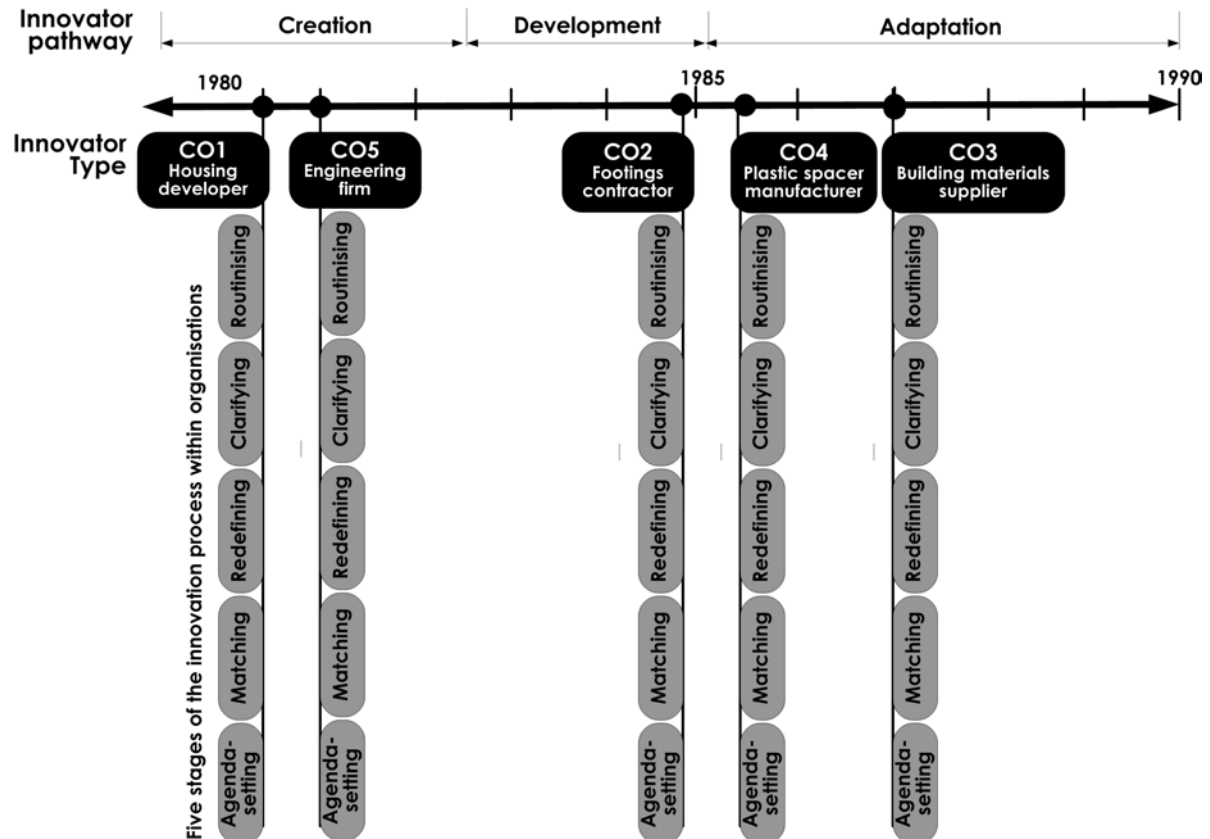 Innovator
pathway
Creation
Development
Adaptation
1980
1985
1990
Innovator
Type
CO1
Housing
developer
CO5
Engineering
firm
CO2
Footings
contractor
CO4
Plastic spacer
manufacturer
CO3
Building materials
supplier
Five stages of the innovation process within organisations
Routinising
Clarifying
Redefining
Matching
Agenda-
setting
Routinising
Clarifying
Redefining
Matching
Agenda-
setting
Routinising
Clarifying
Redefining
Matching
Agenda-
setting
Routinising
Clarifying
Redefining
Matching
Agenda-
setting
Routinising
Clarifying
Redefining
Matching
Agenda-
setting